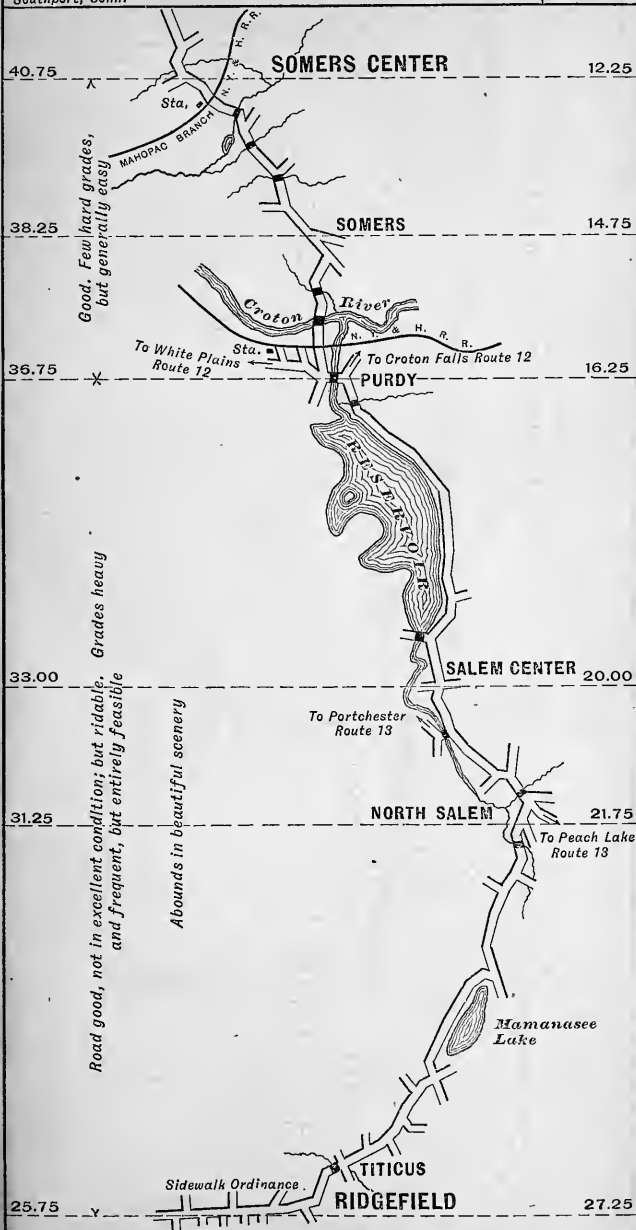 Southport, Conn.
SOMERS CENTER
40.75 12.25
N. Y. & H. R. R.
Sta.
MAHOPAC BRANCH
Good. Few hard grades,
but generally easy
SOMERS
38.25 14.75
Croton River
N. Y. & H. R. R.
To White Plains
Route 12
Sta.
To Croton Falls Route 12
36.75 16.25
PURDY
RESERVOIR
Road good, not in excellent condition; but ridable. Grades heavy
and frequent, but entirely feasible
Abounds in beautiful scenery
SALEM CENTER
33.00 20.00
To Portchester
Route 13
NORTH SALEM
31.25 21.75
To Peach Lake
Route 13
Mamanasee
Lake
TITICUS
Sidewalk Ordinance.
RIDGEFIELD
25.75 27.25